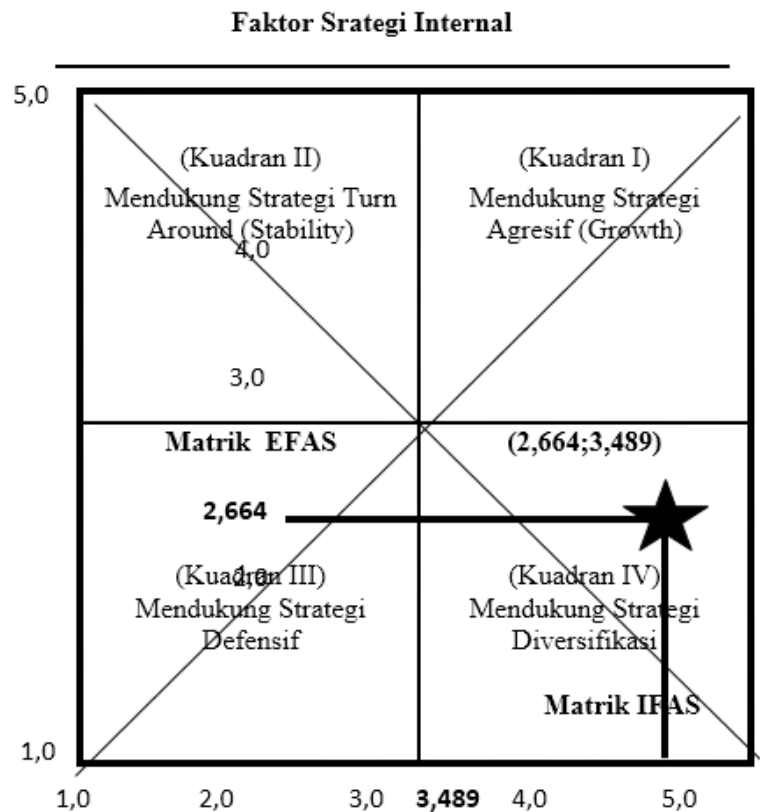 Faktor Srategi Internal
5,0
(Kuadran II)
Mendukung Strategi Turn
Around (Stability)
4,0
(Kuadran I)
Mendukung Strategi
Agresif (Growth)
3,0
Matrik EFAS
(2,664;3,489)
2,664
(Kuadran III)
2,0
Mendukung Strategi
Defensif
(Kuadran IV)
Mendukung Strategi
Diversifikasi
Matrik IFAS
1,0
1,0 2,0 3,0 3,489 4,0 5,0